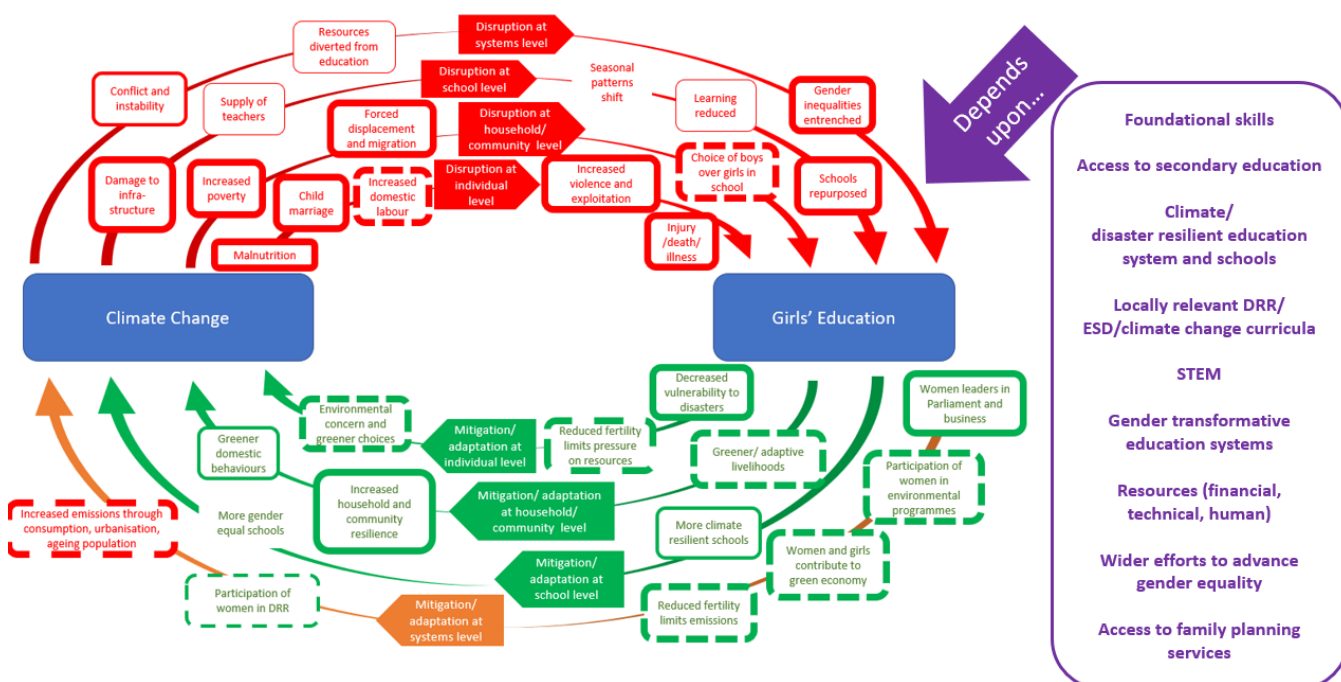 Resources
diverted from
education
Disruption at
systems level
Conflict and
instability
Supply of
teachers
Disruption at
school level
Seasonal
patterns
shift
Learning
reduced
Gender
inequalities
entrenched
Forced
displacement
and migration
Disruption at
household/
community level
Damage to
infra-
structure
Increased
poverty
Child
marriage
Increased
domestic
labour
Disruption at
individual
level
Increased
violence and
exploitation
Choice of boys
over girls in
school
Schools
repurposed
Malnutrition
Injury
/death/
illness
Climate Change
Girls’ Education
Environmental
concern and
greener choices
Mitigation/
adaptation at
individual level
Reduced fertility
limits pressure
on resources
Decreased
vulnerability to
disasters
Women leaders in
Parliament and
business
Greener
domestic
behaviours
Increased
household and
community
resilience
Mitigation/ adaptation
at household/
community level
Greener/ adaptive
livelihoods
Participation of
women in
environmental
programmes
Increased emissions through
consumption, urbanisation,
ageing population
More gender
equal schools
Mitigation/
adaptation at
school level
More climate
resilient schools
Women and girls
contribute to
green economy
Participation
of women in DRR
Mitigation/
adaptation at
systems level
Reduced fertility
limits emissions
Depends
upon...
Foundational skills
Access to secondary education
Climate/
disaster resilient education
system and schools
Locally relevant DRR/
ESD/climate change curricula
STEM
Gender transformative
education systems
Resources (financial,
technical, human)
Wider efforts to advance
gender equality
Access to family planning
services